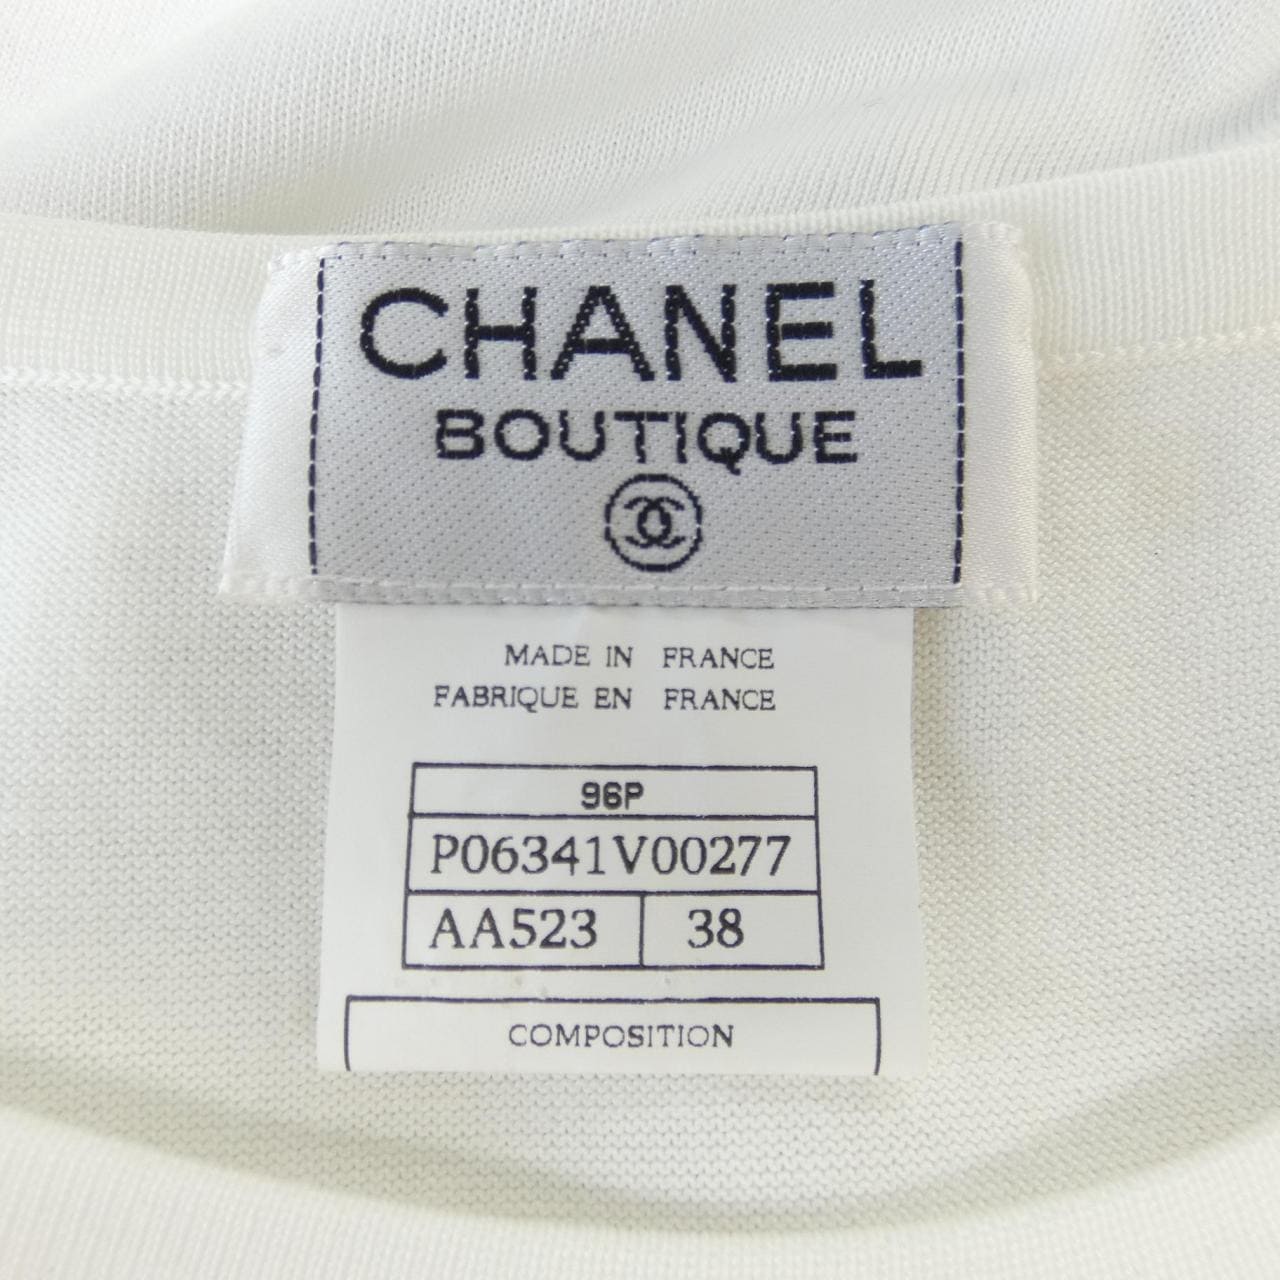 CHANEL
BOUTIQUE
MADE IN FRANCE
FABRIQUE EN FRANCE
96P
P06341V00277
AA523 38
COMPOSITION